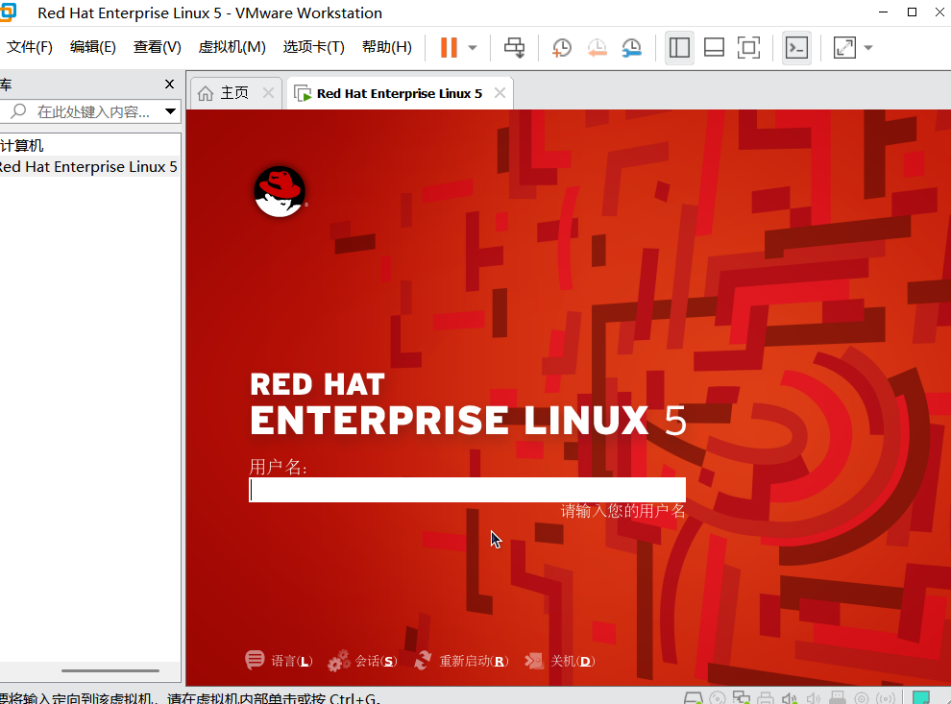 Red Hat Enterprise Linux 5 - VMware Workstation
文件(F) 编辑(E) 查看(V) 虚拟机(M) 选项卡(T) 帮助(H)
库
在此处键入内容...
主页
Red Hat Enterprise Linux 5
计算机
Red Hat Enterprise Linux 5
RED HAT
ENTERPRISE LINUX 5
用户名:
请输入您的用户名
语言(L) 会话(S) 重新启动(R) 关机(D)
要将输入定向到该虚拟机，请在虚拟机内部单击或按 Ctrl+G。